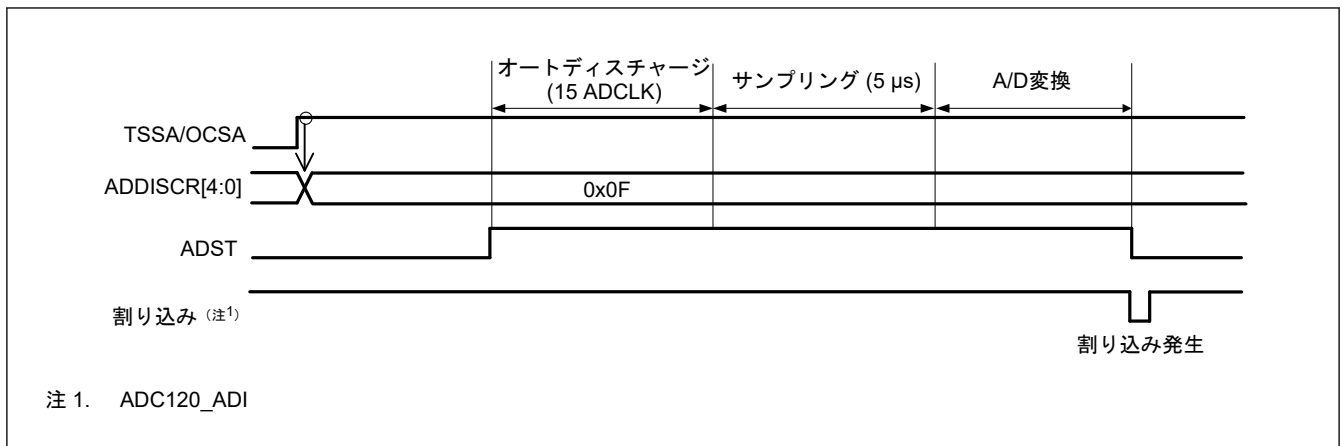 オートディスチャージ
(15 ADCLK)
サンプリング (5 µs)
A/D変換
TSSA/OCSA
ADDISCR[4:0]
0x0F
ADST
割り込み (注1)
割り込み発生
注 1. ADC120_ADI